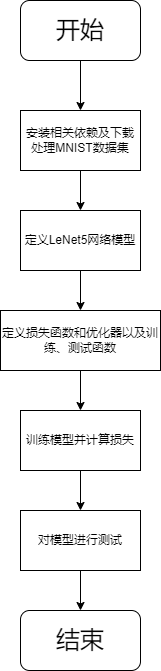 开始
安装相关依赖及下载
处理MNIST数据集
定义LeNet5网络模型
定义损失函数和优化器以及训
练、测试函数
训练模型并计算损失
对模型进行测试
结束